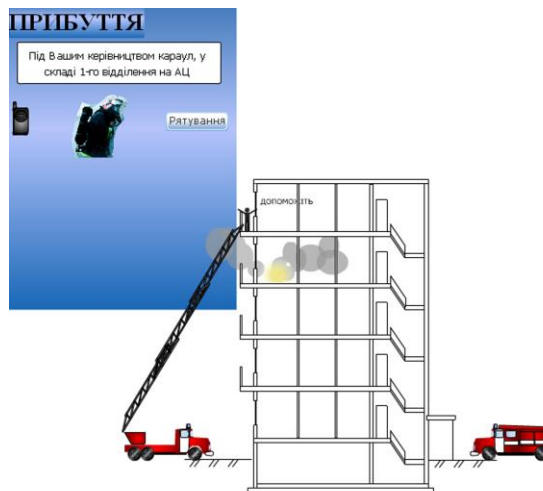 ПРИБУТТЯ
Під Вашим керівництвом караул, у
складі 1-го відділення на АЦ
Рятування
допоможіть